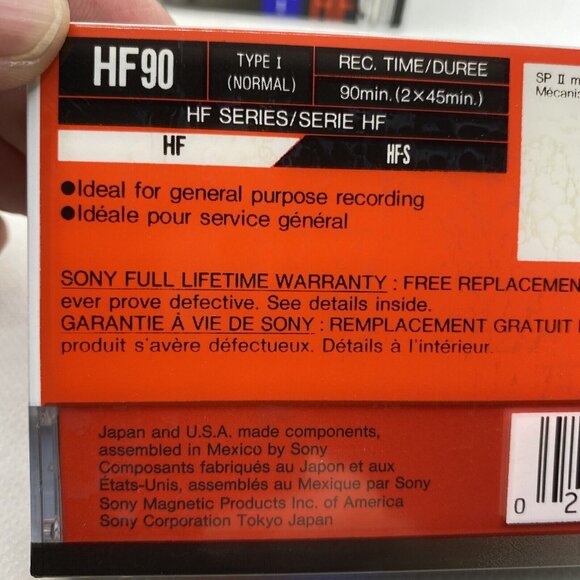 HF90
TYPE I
(NORMAL)
REC. TIME/DUREE
90min. (2×45min.)
SP II m
Mécani
HF SERIES/SERIE HF
HF
HF-S
●Ideal for general purpose recording
●Idéale pour service général
SONY FULL LIFETIME WARRANTY : FREE REPLACEMEN
ever prove defective. See details inside.
GARANTIE À VIE DE SONY : REMPLACEMENT GRATUIT
produit s'avère défectueux. Détails à l'intérieur.
Japan and U.S.A. made components,
assembled in Mexico by Sony
Composants fabriqués au Japon et aux
États-Unis, assemblés au Mexique par Sony
Sony Magnetic Products Inc. of America
Sony Corporation Tokyo Japan
0 2